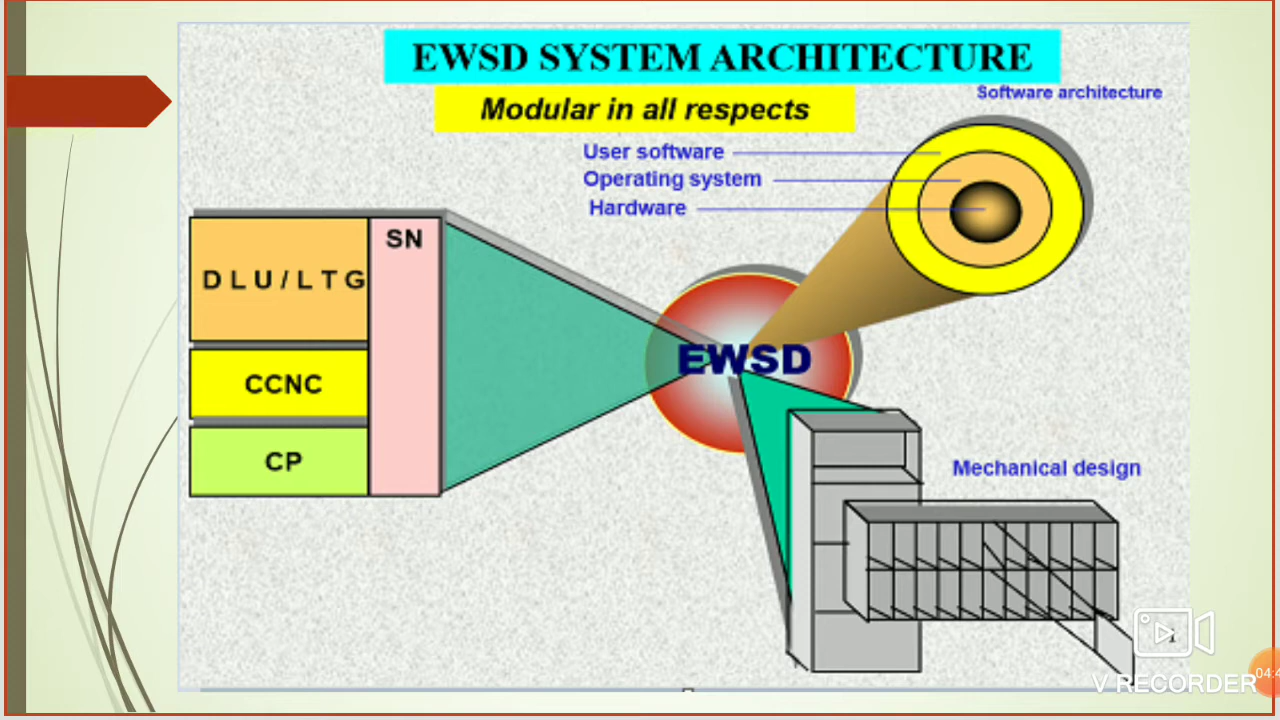 EWSD SYSTEM ARCHITECTURE
Modular in all respects
Software architecture
User software
Operating system
Hardware
SN
D L U / L T G
CCNC
CP
EWSD
Mechanical design
V RECORDER